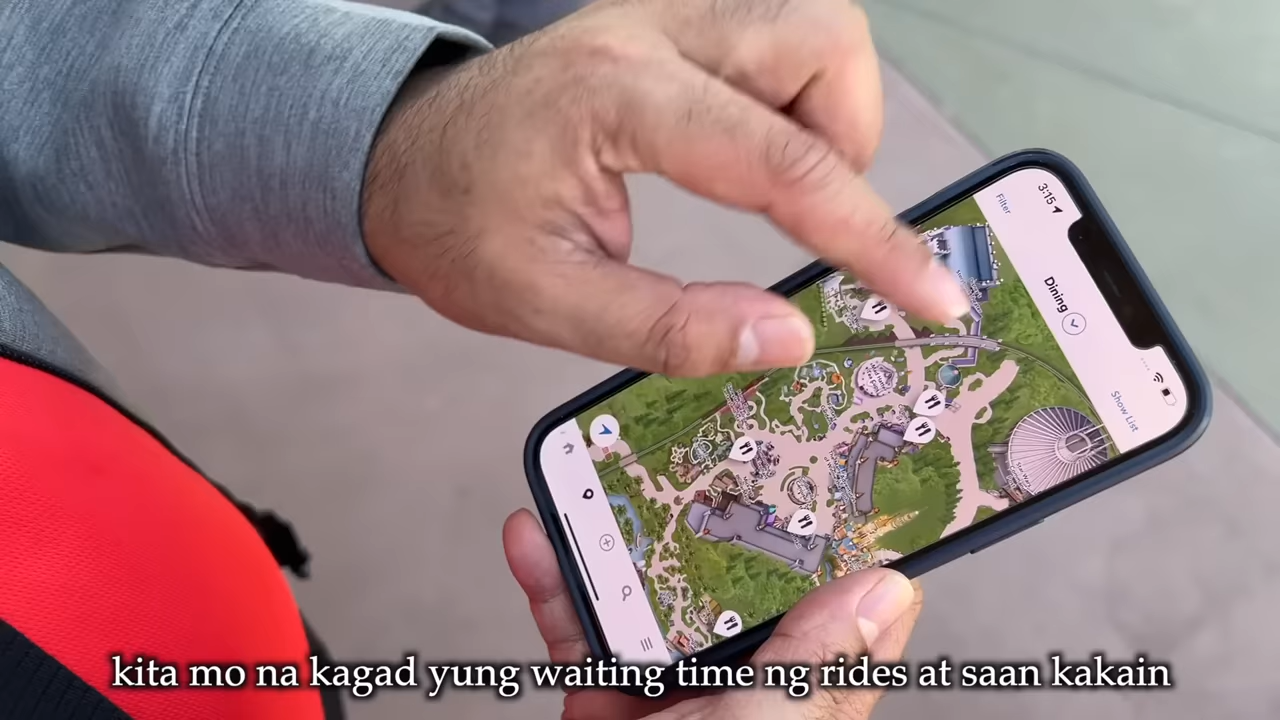 3:15
Filter
Dining
Show List
kita mo na kagad yung waiting time ng rides at saan kakain